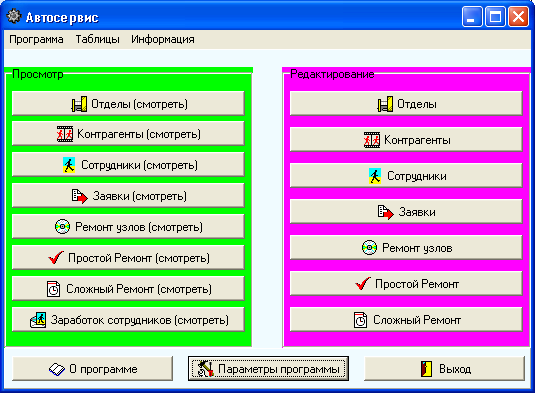 Автосервис
Программа Таблицы Информация
Просмотр
Отделы (смотреть)
Контрагенты (смотреть)
Сотрудники (смотреть)
Заявки (смотреть)
Ремонт узлов (смотреть)
Простой Ремонт (смотреть)
Сложный Ремонт (смотреть)
Заработок сотрудников (смотреть)
Редактирование
Отделы
Контрагенты
Сотрудники
Заявки
Ремонт узлов
Простой Ремонт
Сложный Ремонт
О программе
Параметры программы
Выход